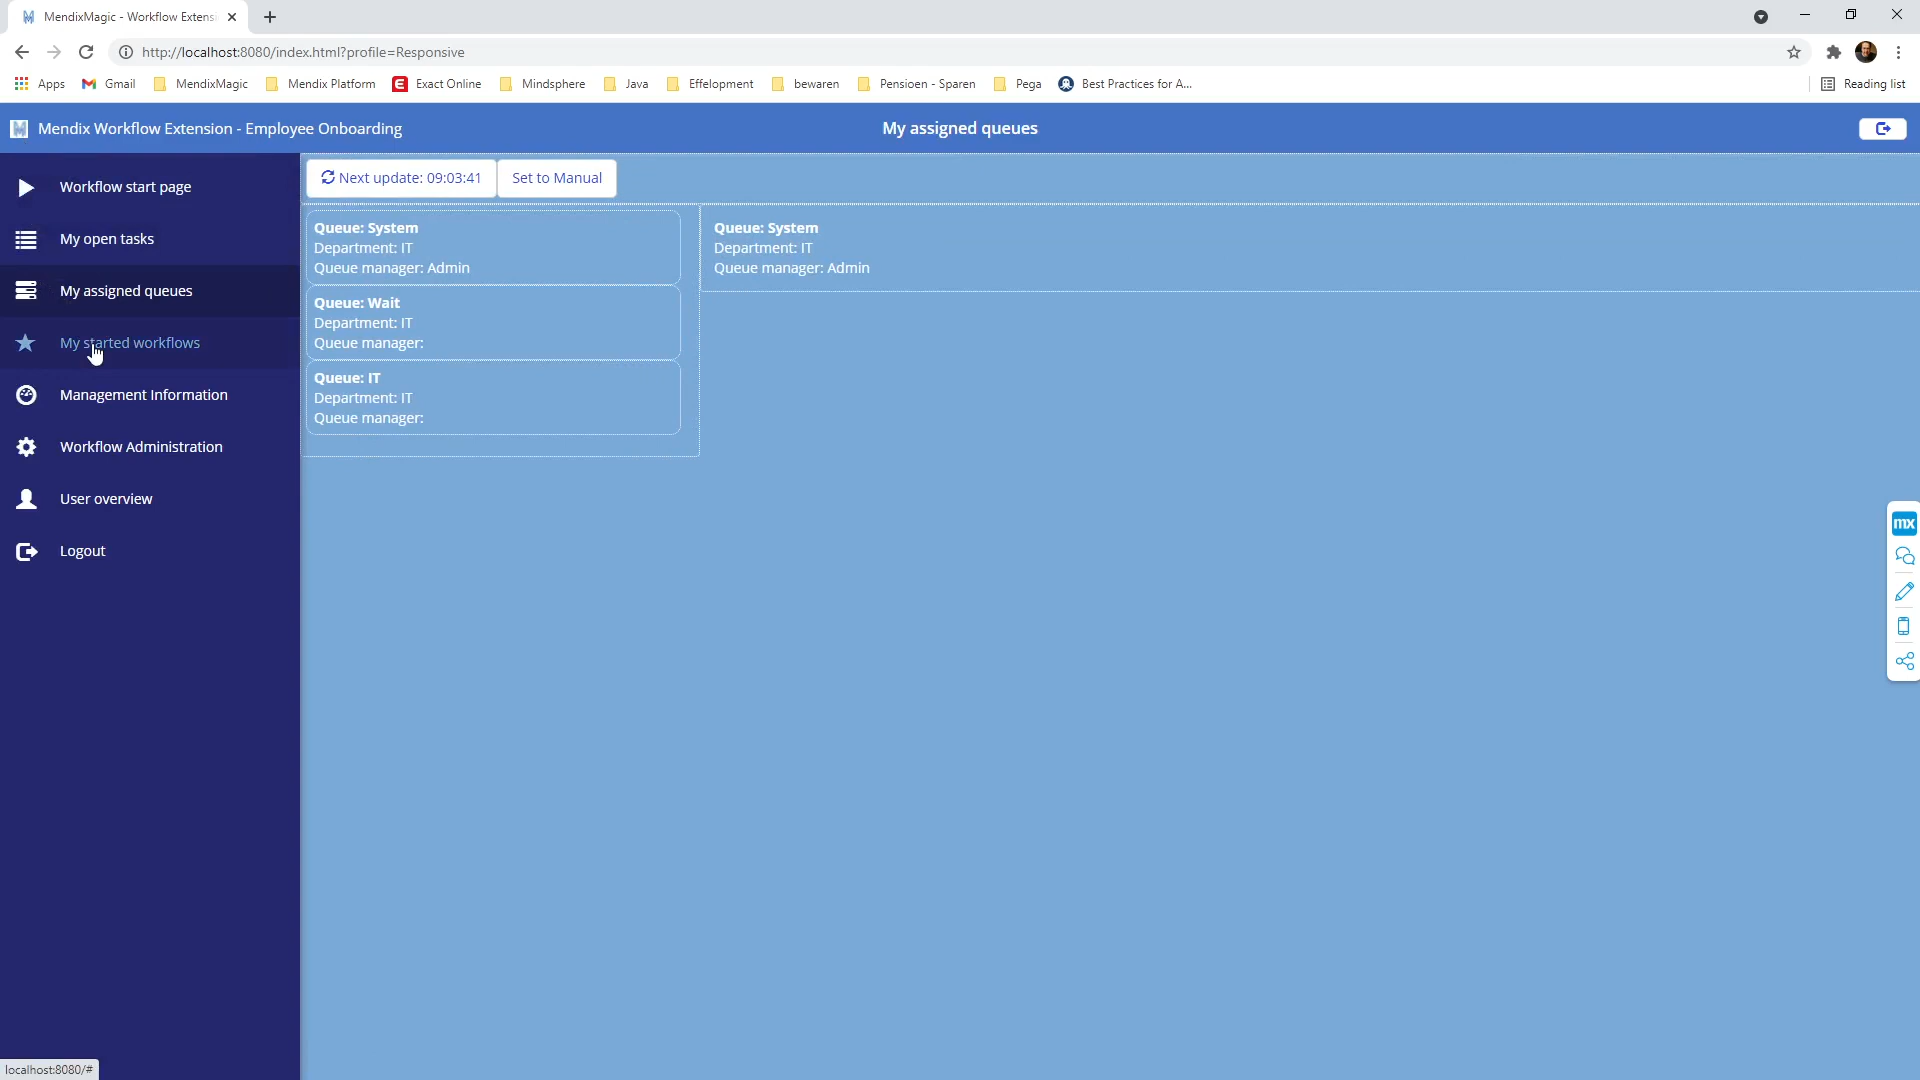 MendixMagic - Workflow Extens
http://localhost:8080/index.html?profile=Responsive
Apps Gmail MendixMagic Mendix Platform Exact Online Mindsphere Java Effelopment bewaren Pensioen - Sparen Pega Best Practices for A... Reading list
Mendix Workflow Extension - Employee Onboarding
My assigned queues
Workflow start page
My open tasks
My assigned queues
My started workflows
Management Information
Workflow Administration
User overview
Logout
Next update: 09:03:41
Set to Manual
Queue: System
Department: IT
Queue manager: Admin
Queue: Wait
Department: IT
Queue manager:
Queue: IT
Department: IT
Queue manager:
Queue: System
Department: IT
Queue manager: Admin
mx
localhost:8080/#